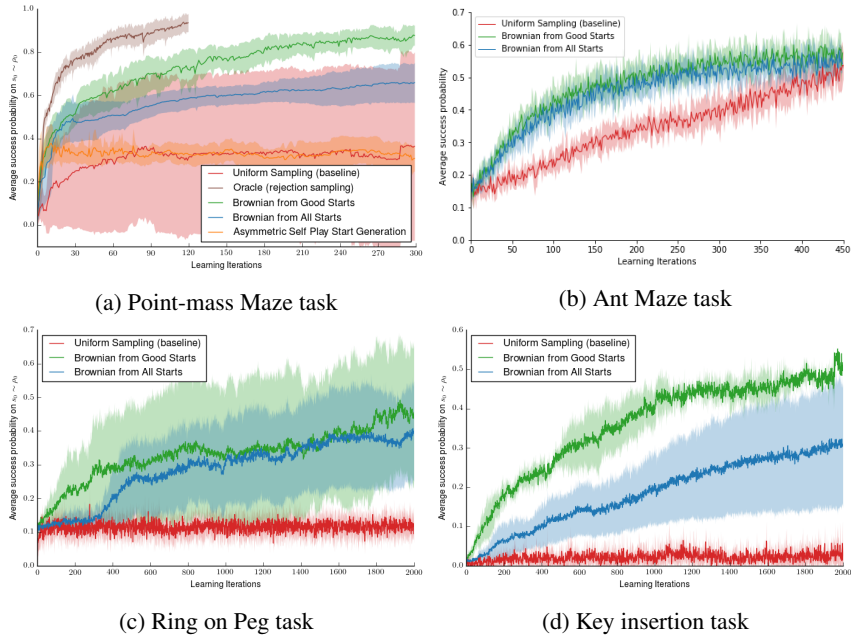 1.0
0.8
0.6
0.4
0.2
0.0
Average success probability on s₀ ~ ρ₀
0 30 60 90 120 150 180 210 240 270 300
Learning Iterations
Uniform Sampling (baseline)
Oracle (rejection sampling)
Brownian from Good Starts
Brownian from All Starts
Asymmetric Self Play Start Generation
(a) Point-mass Maze task
0.7
0.6
0.5
0.4
0.3
0.2
0.1
0.0
Average success probability
0 50 100 150 200 250 300 350 400 450
Learning Iterations
Uniform Sampling (baseline)
Brownian from Good Starts
Brownian from All Starts
(b) Ant Maze task
0.7
0.6
0.5
0.4
0.3
0.2
0.1
0.0
Average success probability on s₀ ~ ρ₀
0 200 400 600 800 1000 1200 1400 1600 1800 2000
Learning Iterations
Uniform Sampling (baseline)
Brownian from Good Starts
Brownian from All Starts
(c) Ring on Peg task
0.6
0.5
0.4
0.3
0.2
0.1
0.0
Average success probability on s₀ ~ ρ₀
0 200 400 600 800 1000 1200 1400 1600 1800 2000
Learning Iterations
Uniform Sampling (baseline)
Brownian from Good Starts
Brownian from All Starts
(d) Key insertion task